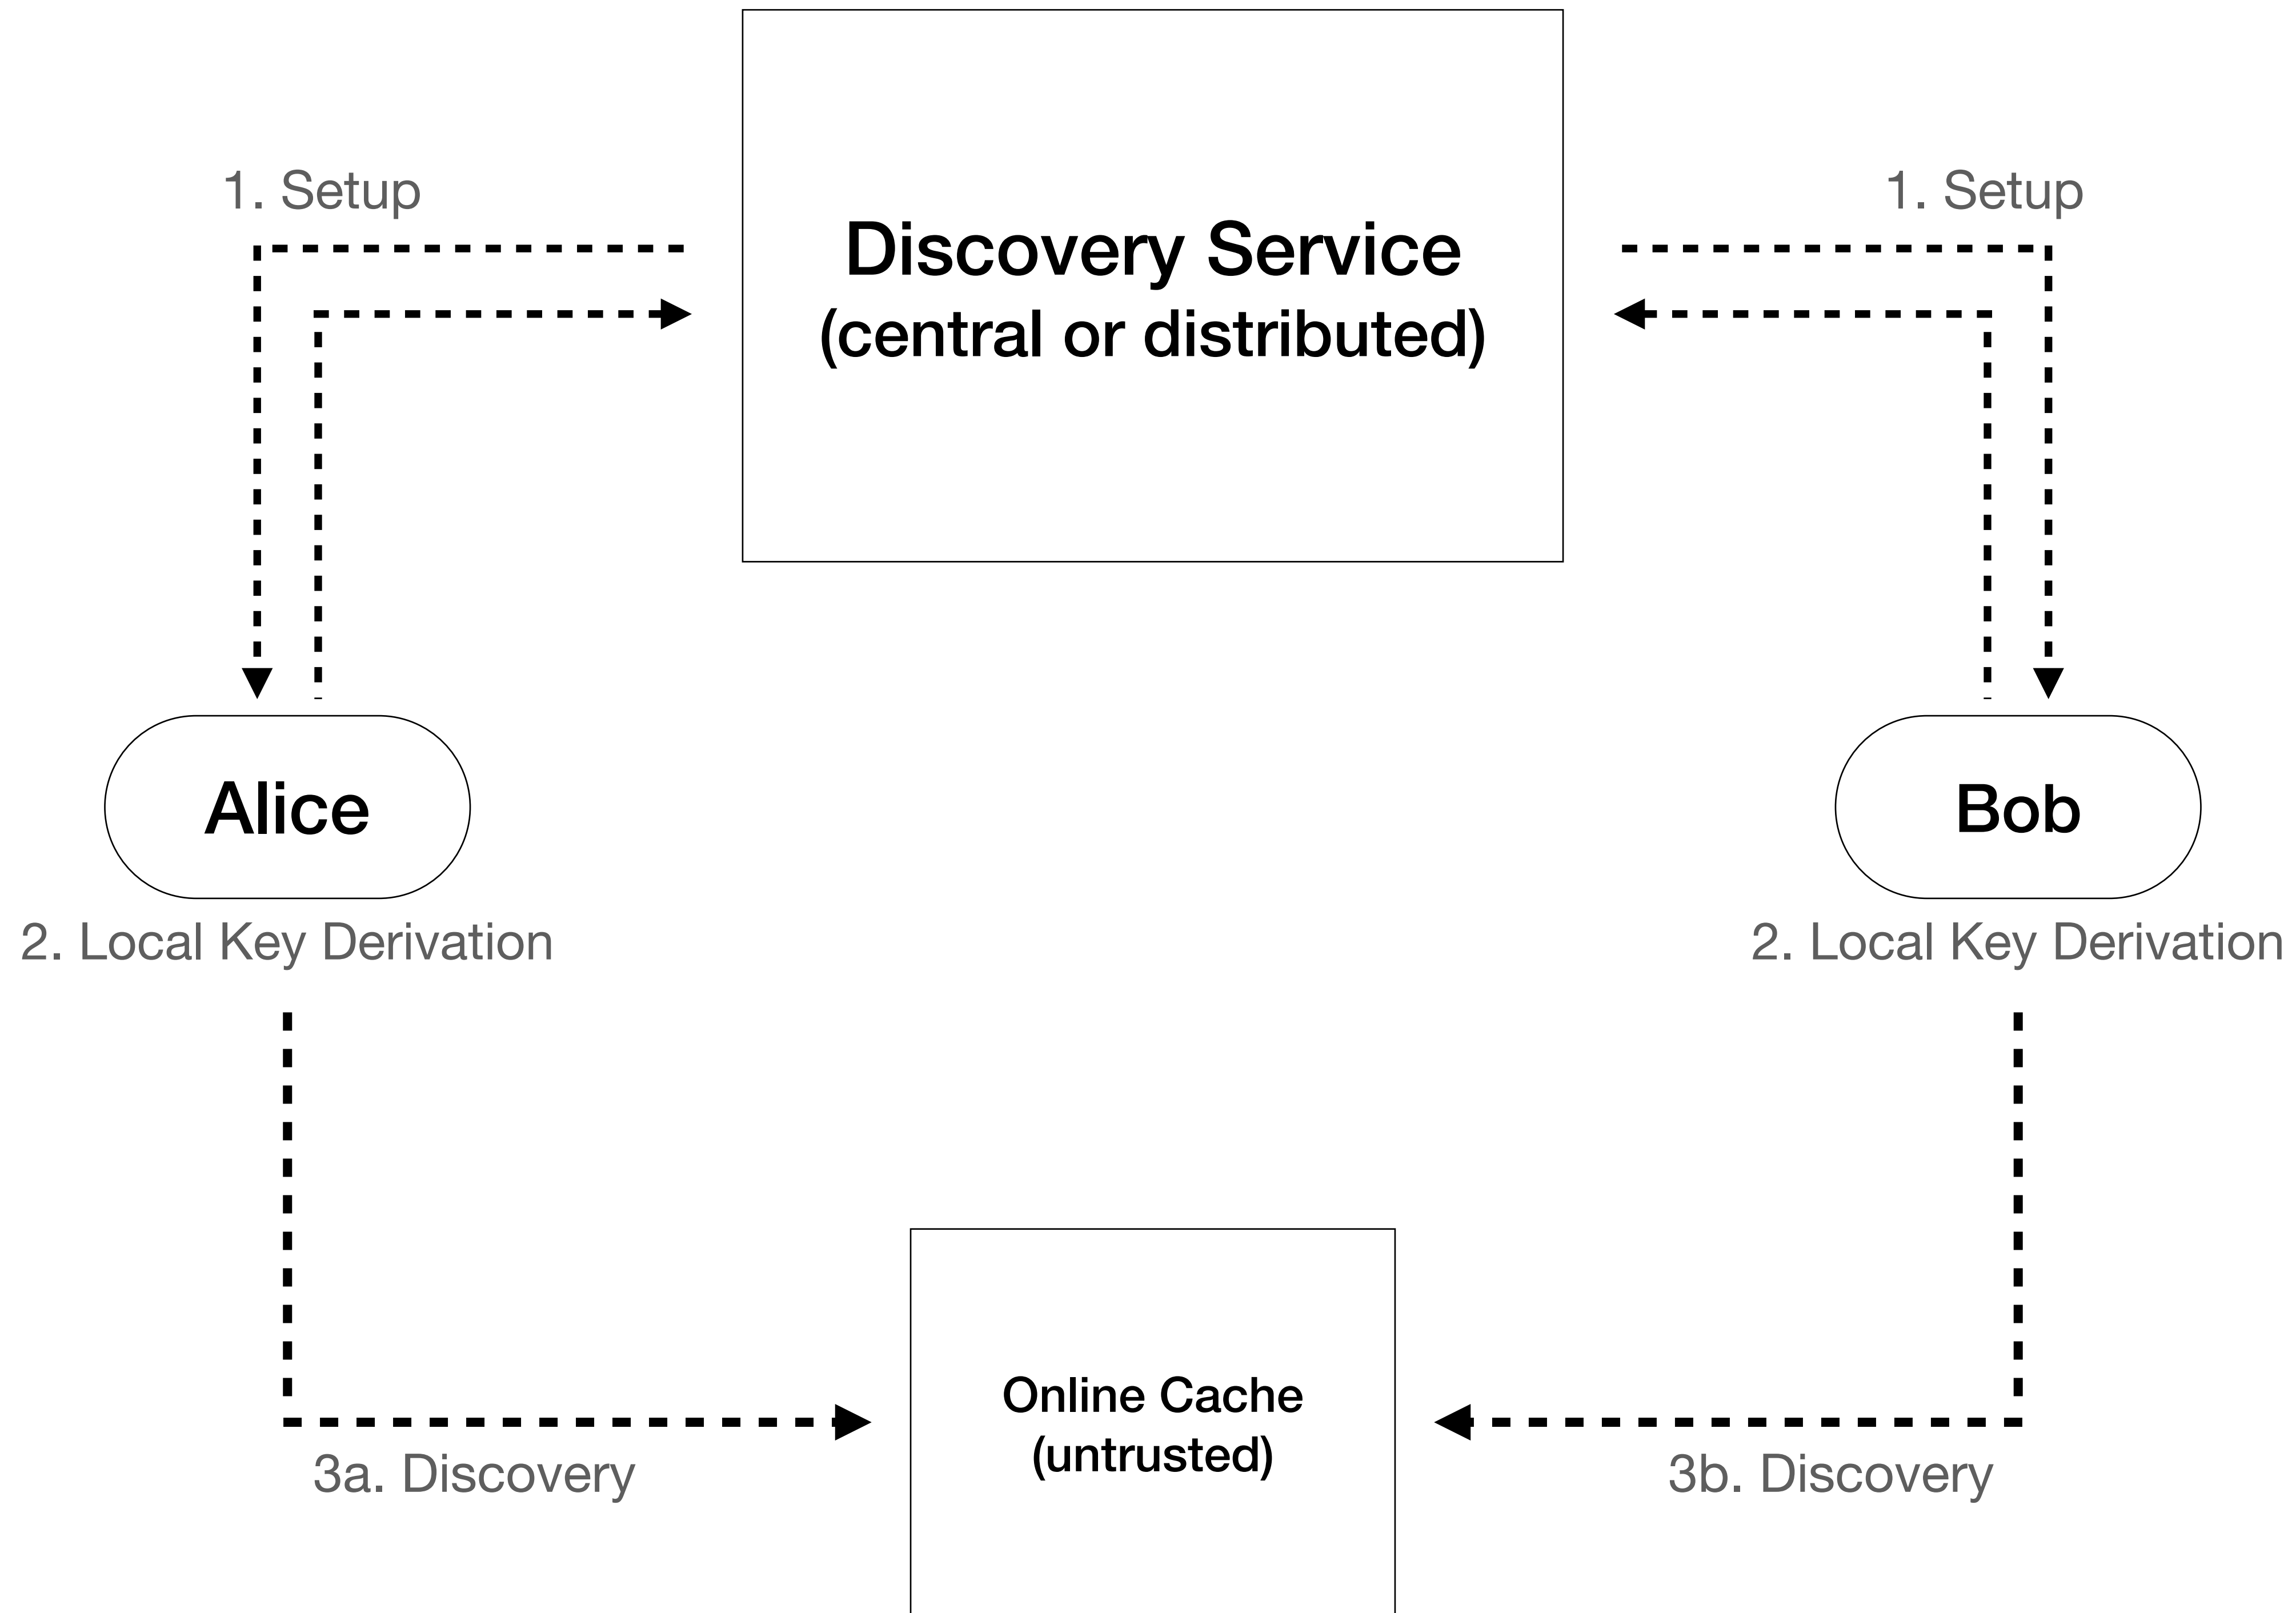 1. Setup
1. Setup
Discovery Service
(central or distributed)
Alice
Bob
2. Local Key Derivation
2. Local Key Derivation
Online Cache
(untrusted)
3a. Discovery
3b. Discovery